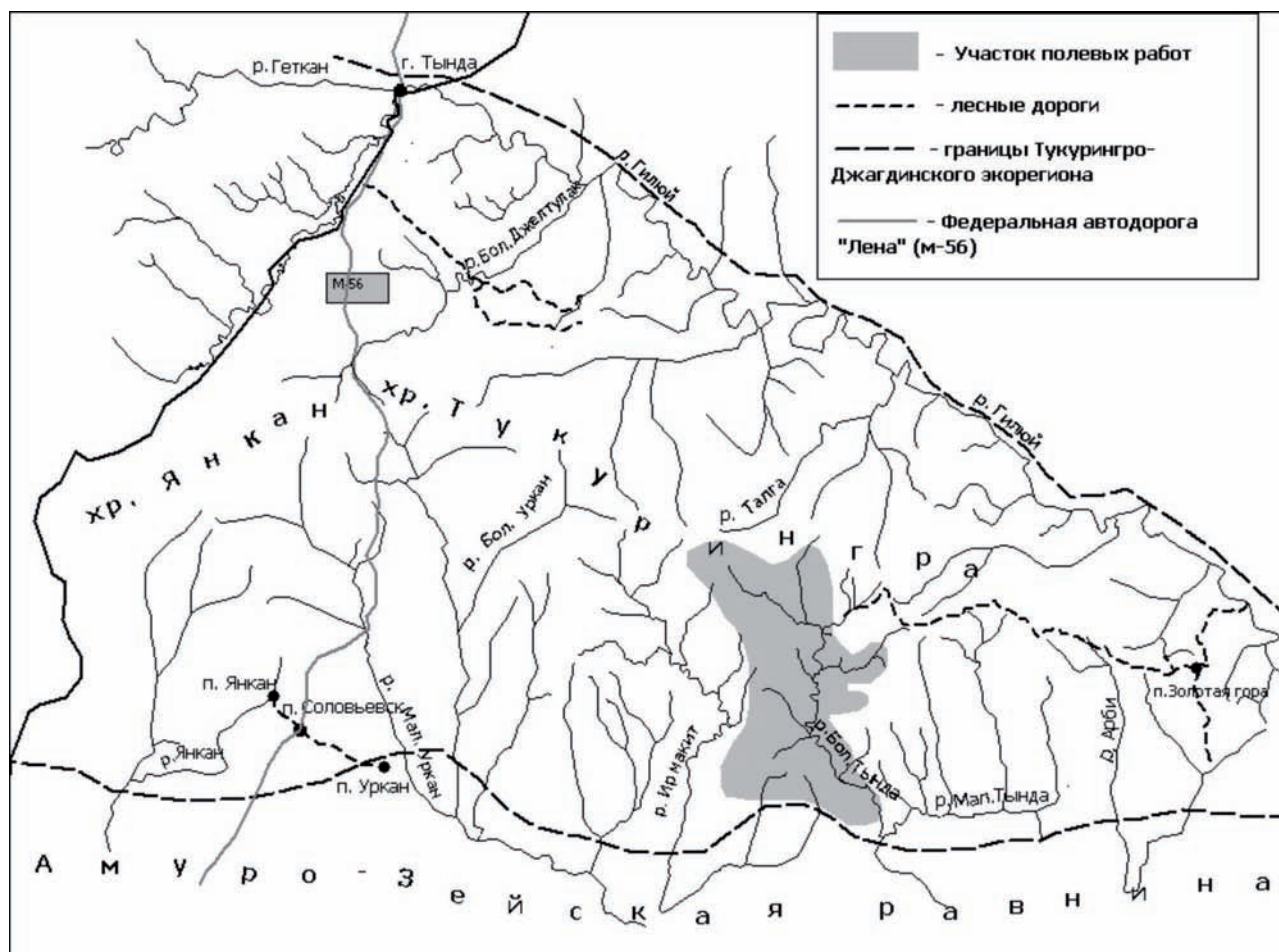 р. Геткан
г. Тында
- Участок полевых работ
- лесные дороги
- границы Тукурингро-
Джагдинского экорегиона
- Федеральная автодорога
"Лена" (м-56)
р. Гилюй
р.Бол.Джелтулак
М-56
хр. Янкан
хр. Тукурингра
р. Гилюй
р. Бол. Уркан
р. Талга
п. Янкан
п. Соловьевск
р.Янкан
п. Уркан
р. Мал. Уркан
р. Ирмакит
р.Бол.Тында
р.Мал.Тында
р. Арби
п.Золотая гора
Амуро-Зейская равнина